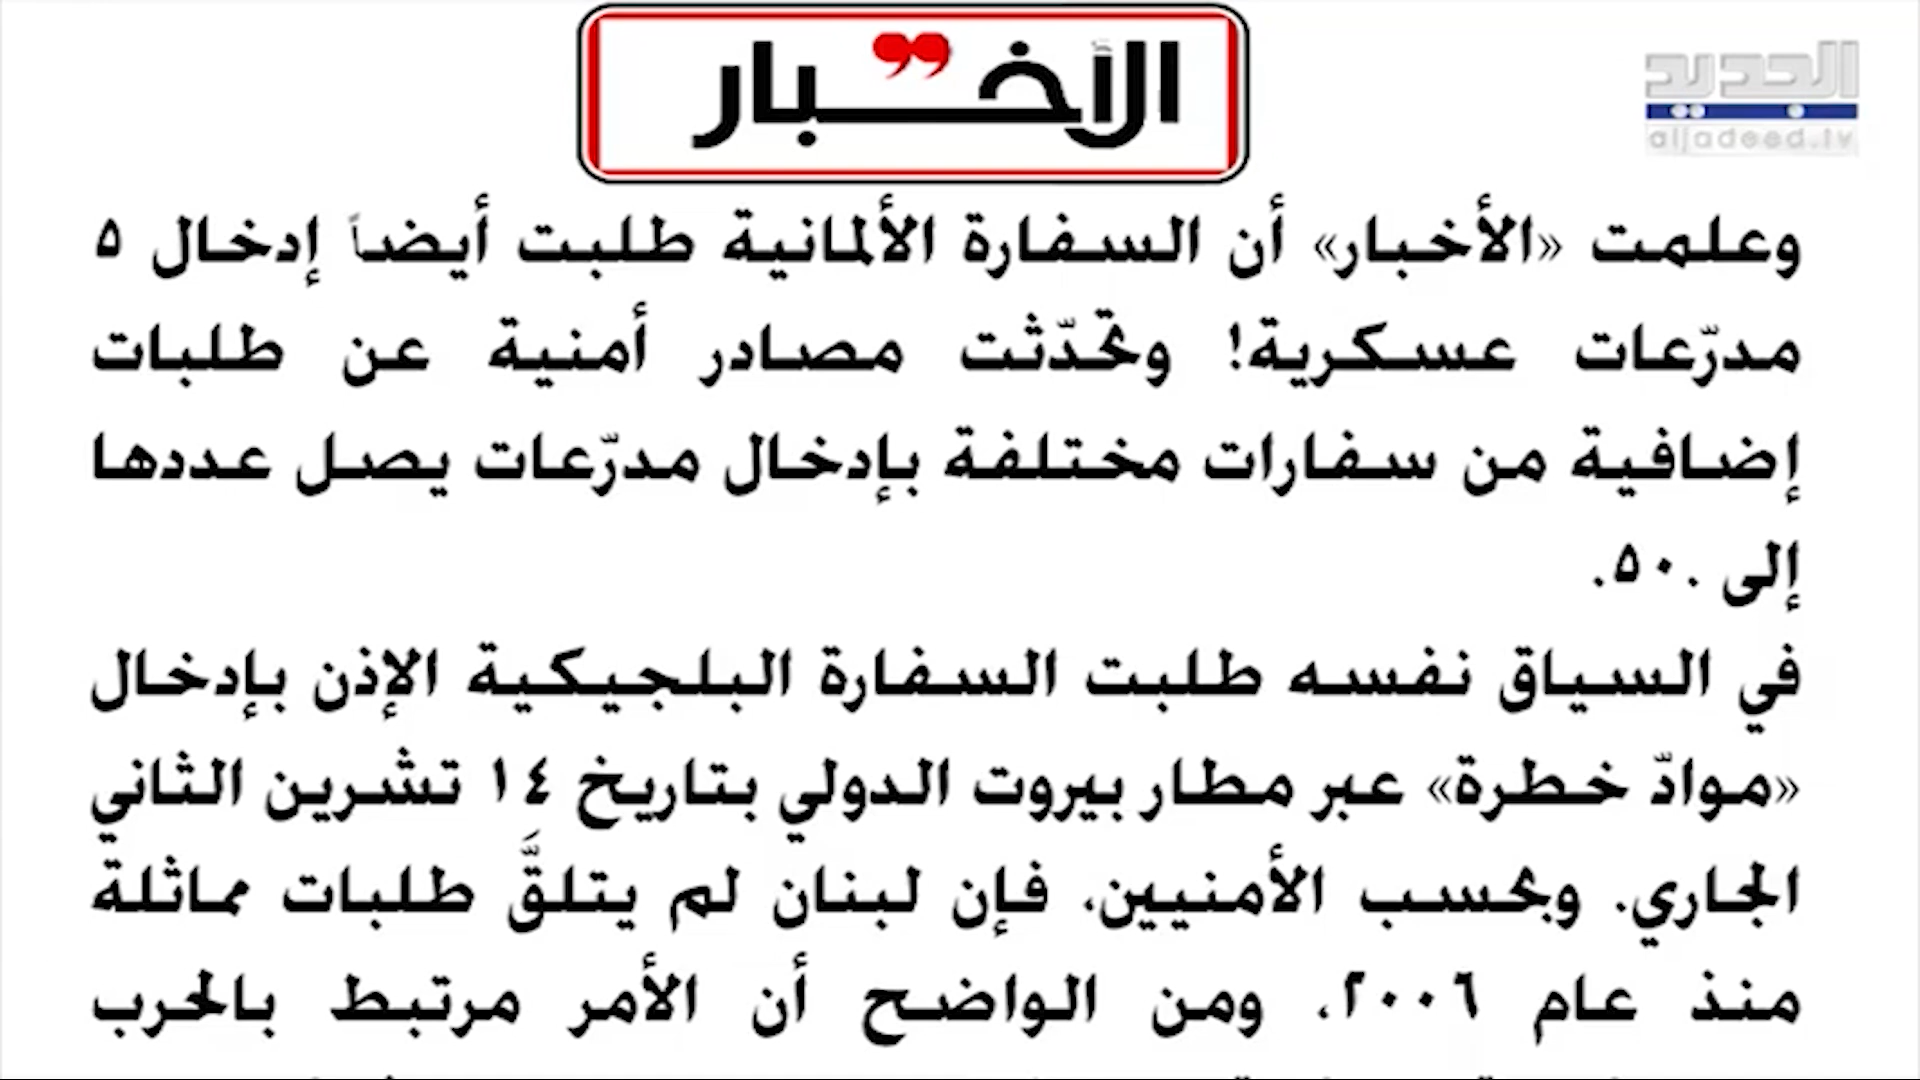 الأخبار
الجديد
aljadeed.tv
وعلمت «الأخبار» أن السفارة الألمانية طلبت أيضاً إدخال ٥
مدرّعات عسكرية! وتحدّثت مصادر أمنية عن طلبات
إضافية من سفارات مختلفة بإدخال مدرّعات يصل عددها
إلى ٥٠٠.
في السياق نفسه طلبت السفارة البلجيكية الإذن بإدخال
«موادّ خطرة» عبر مطار بيروت الدولي بتاريخ ١٤ تشرين الثاني
الجاري. وبحسب الأمنيين، فإن لبنان لم يتلقَّ طلبات مماثلة
منذ عام ٢٠٠٦، ومن الواضح أن الأمر مرتبط بالحرب